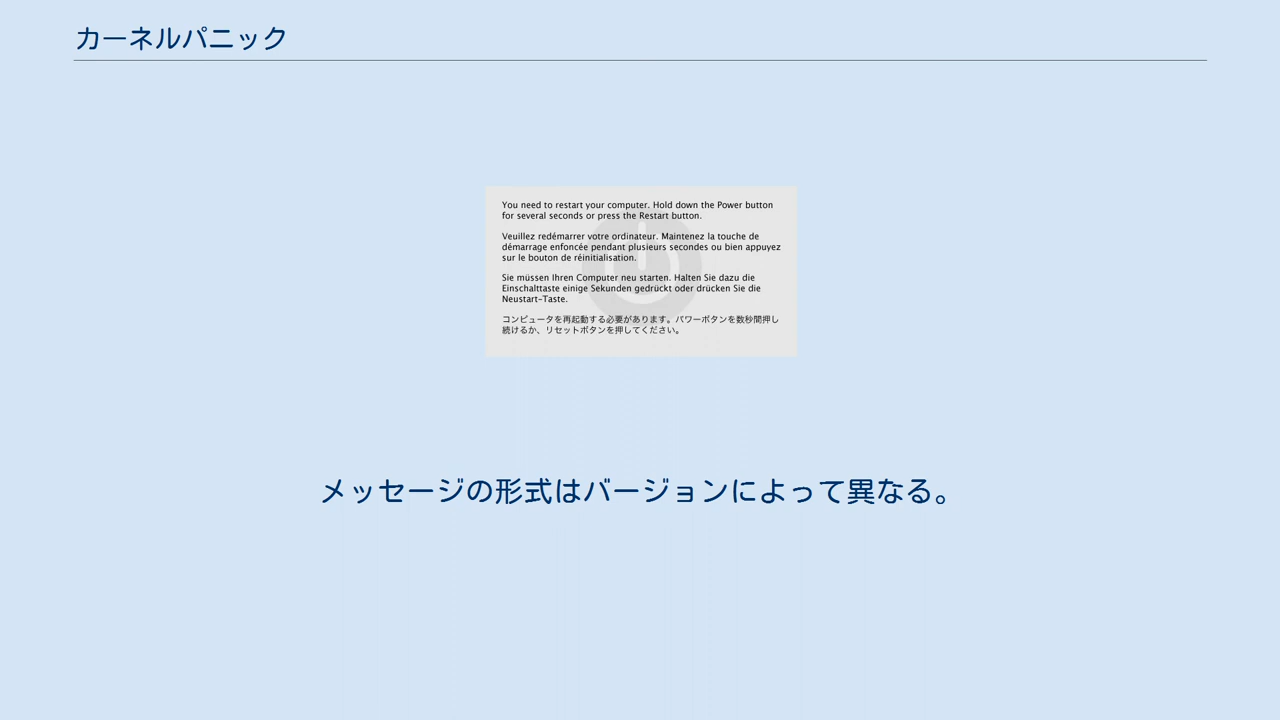 カーネルパニック
You need to restart your computer. Hold down the Power button
for several seconds or press the Restart button.
Veuillez redémarrer votre ordinateur. Maintenez la touche de
démarrage enfoncée pendant plusieurs secondes ou bien appuyez
sur le bouton de réinitialisation.
Sie müssen Ihren Computer neu starten. Halten Sie dazu die
Einschalttaste einige Sekunden gedrückt oder drücken Sie die
Neustart-Taste.
コンピュータを再起動する必要があります。パワーボタンを数秒間押し
続けるか、リセットボタンを押してください。
メッセージの形式はバージョンによって異なる。